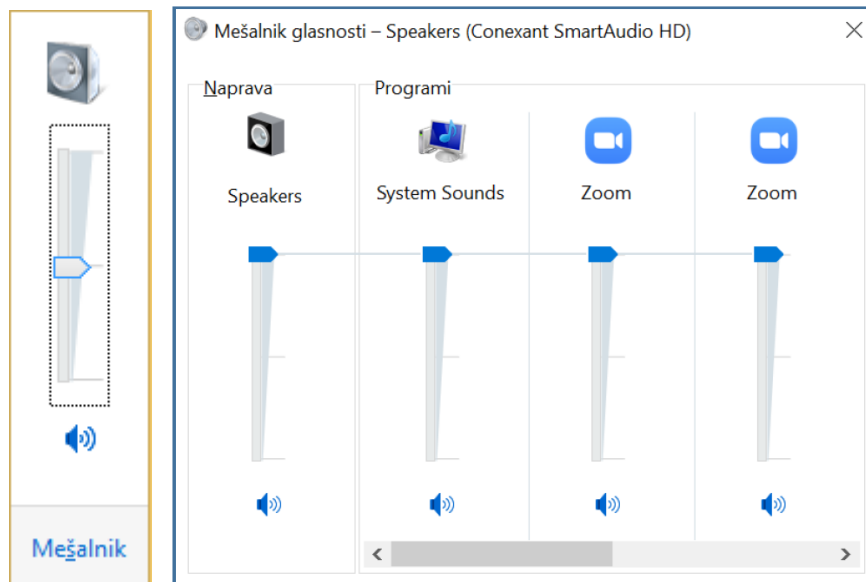 Mešalnik
Mešalnik glasnosti – Speakers (Conexant SmartAudio HD)
Naprava
Programi
Speakers
System Sounds
Zoom
Zoom